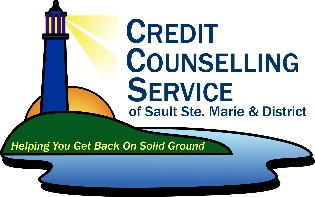 CREDIT
COUNSELLING
SERVICE
of Sault Ste. Marie & District
Helping You Get Back On Solid Ground